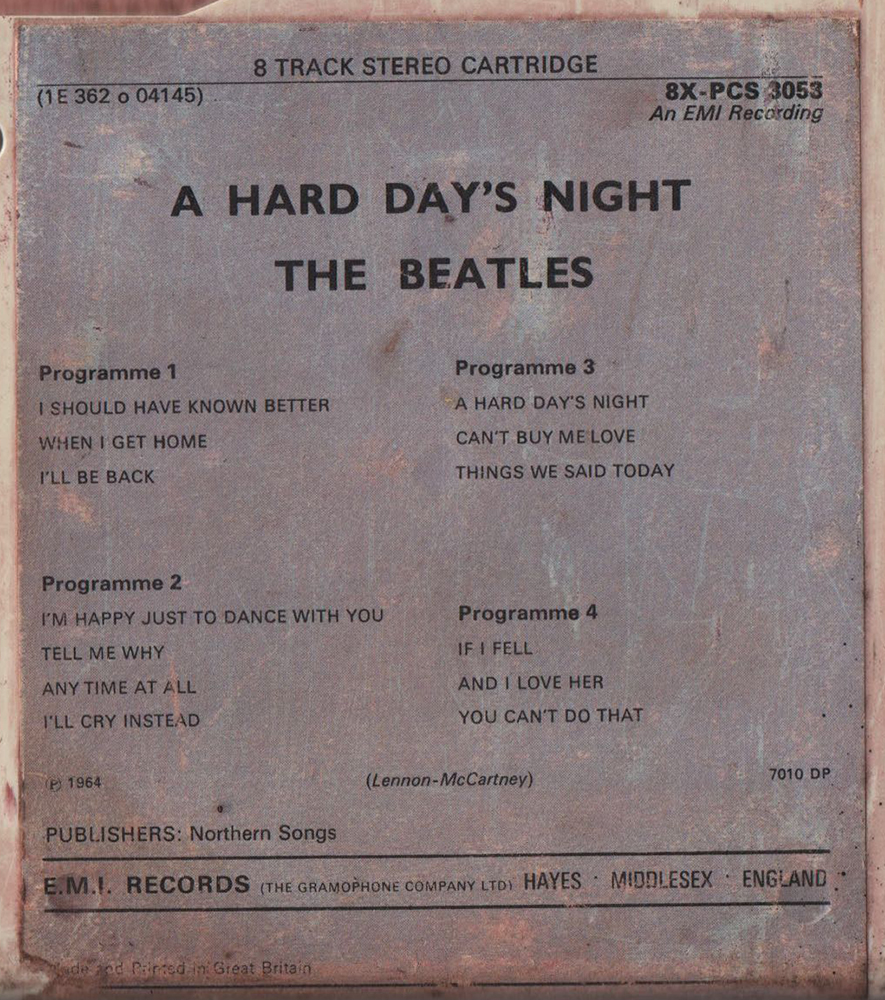 8 TRACK STEREO CARTRIDGE
(1E 362 o 04145)
8X-PCS 3053
An EMI Recording
A HARD DAY'S NIGHT
THE BEATLES
Programme 1
I SHOULD HAVE KNOWN BETTER
WHEN I GET HOME
I'LL BE BACK
Programme 2
I'M HAPPY JUST TO DANCE WITH YOU
TELL ME WHY
ANY TIME AT ALL
I'LL CRY INSTEAD
Programme 3
A HARD DAY'S NIGHT
CAN'T BUY ME LOVE
THINGS WE SAID TODAY
Programme 4
IF I FELL
AND I LOVE HER
YOU CAN'T DO THAT
℗ 1964
(Lennon-McCartney)
7010 DP
PUBLISHERS: Northern Songs
E.M.I. RECORDS (THE GRAMOPHONE COMPANY LTD) HAYES · MIDDLESEX · ENGLAND
Made and Printed in Great Britain